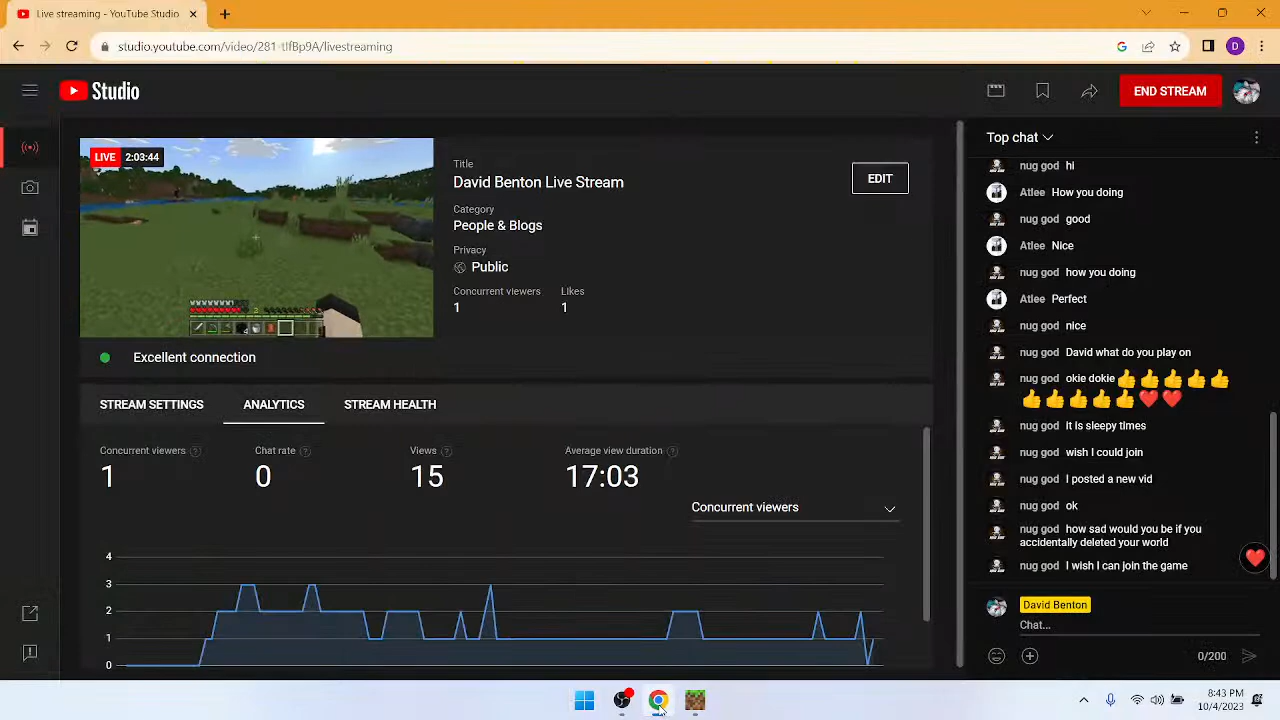 Live streaming - YouTube Studio
studio.youtube.com/video/281-tlfBp9A/livestreaming
D
Studio
END STREAM
LIVE 2:03:44
Title
David Benton Live Stream
EDIT
Category
People & Blogs
Privacy
Public
Concurrent viewers Likes
1 1
Excellent connection
STREAM SETTINGS ANALYTICS STREAM HEALTH
Concurrent viewers Chat rate Views Average view duration
1 0 15 17:03
Concurrent viewers
4
3
2
1
0
Top chat
nug god hi
Atlee How you doing
nug god good
Atlee Nice
nug god how you doing
Atlee Perfect
nug god nice
nug god David what do you play on
nug god okie dokie👍👍👍👍👍
👍👍👍👍👍❤️❤️
nug god it is sleepy times
nug god wish I could join
nug god I posted a new vid
nug god ok
nug god how sad would you be if you
accidentally deleted your world
nug god I wish I can join the game
David Benton
Chat...
0/200
8:43 PM
10/4/2023